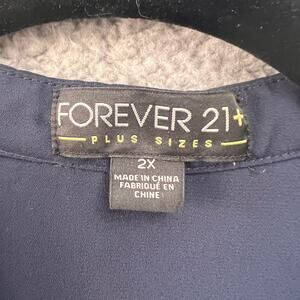 FOREVER 21+
PLUS SIZES
2X
MADE IN CHINA
FABRIQUÉ EN
CHINE